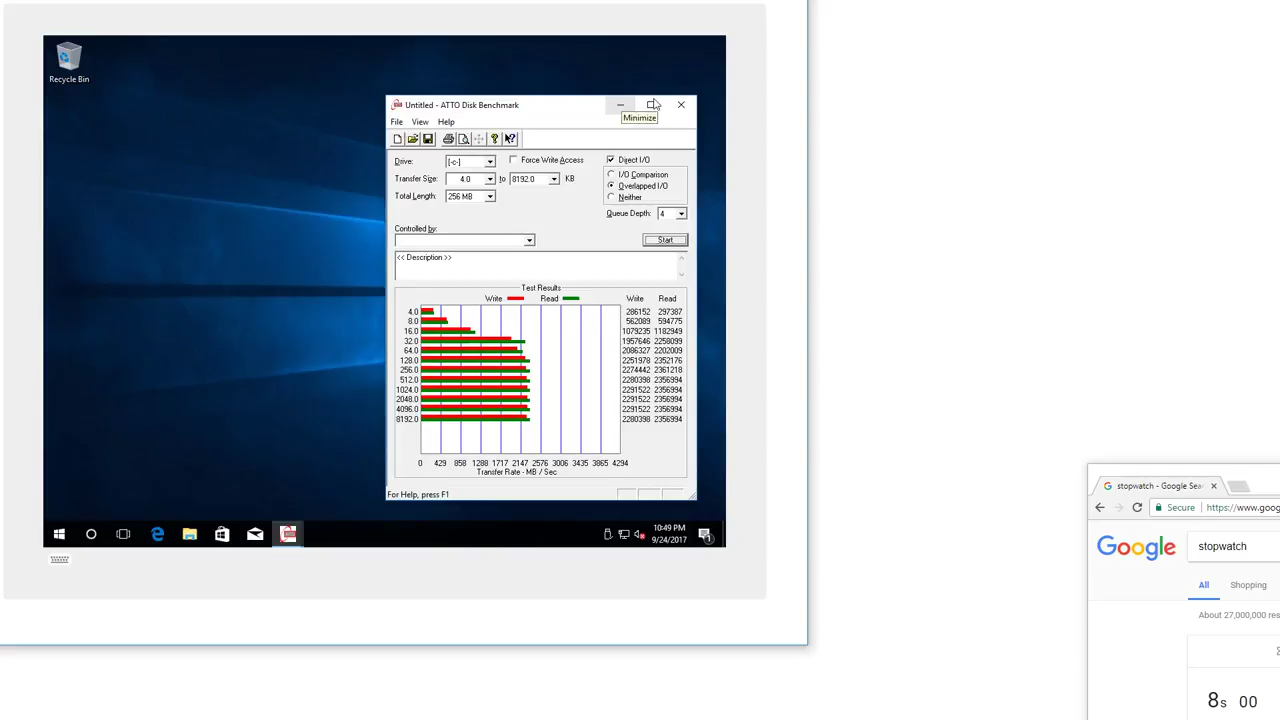 Recycle Bin
Untitled - ATTO Disk Benchmark
Minimize
File View Help
Drive: [-c-] Force Write Access Direct I/O
Transfer Size: 4.0 to 8192.0 KB I/O Comparison
Overlapped I/O
Total Length: 256 MB Neither
Queue Depth: 4
Controlled by:
Start
<< Description >>
Test Results
Write Read Write Read
4.0 286152 297387
8.0 562089 594775
16.0 1079235 1182949
32.0 1957646 2258099
64.0 2086327 2202009
128.0 2251978 2352176
256.0 2274442 2361218
512.0 2280398 2356994
1024.0 2291522 2356994
2048.0 2291522 2356994
4096.0 2291522 2356994
8192.0 2280398 2356994
0 429 858 1288 1717 2147 2576 3006 3435 3865 4294
Transfer Rate - MB / Sec
For Help, press F1
10:49 PM
9/24/2017
1
stopwatch - Google Sea
Secure https://www.goog
Google stopwatch
All Shopping
About 27,000,000 res
8s 00